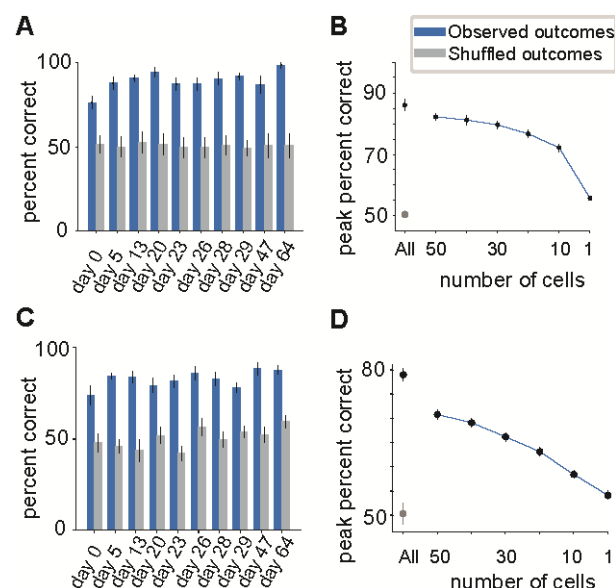 A
B
Observed outcomes
Shuffled outcomes
percent correct
100
50
0
day 0
day 5
day 13
day 20
day 23
day 26
day 28
day 29
day 47
day 64
peak percent correct
90
70
50
All 50 30 10 1
number of cells
C
D
percent correct
100
50
0
day 0
day 5
day 13
day 20
day 23
day 26
day 28
day 29
day 47
day 64
peak percent correct
80
50
All 50 30 10 1
number of cells